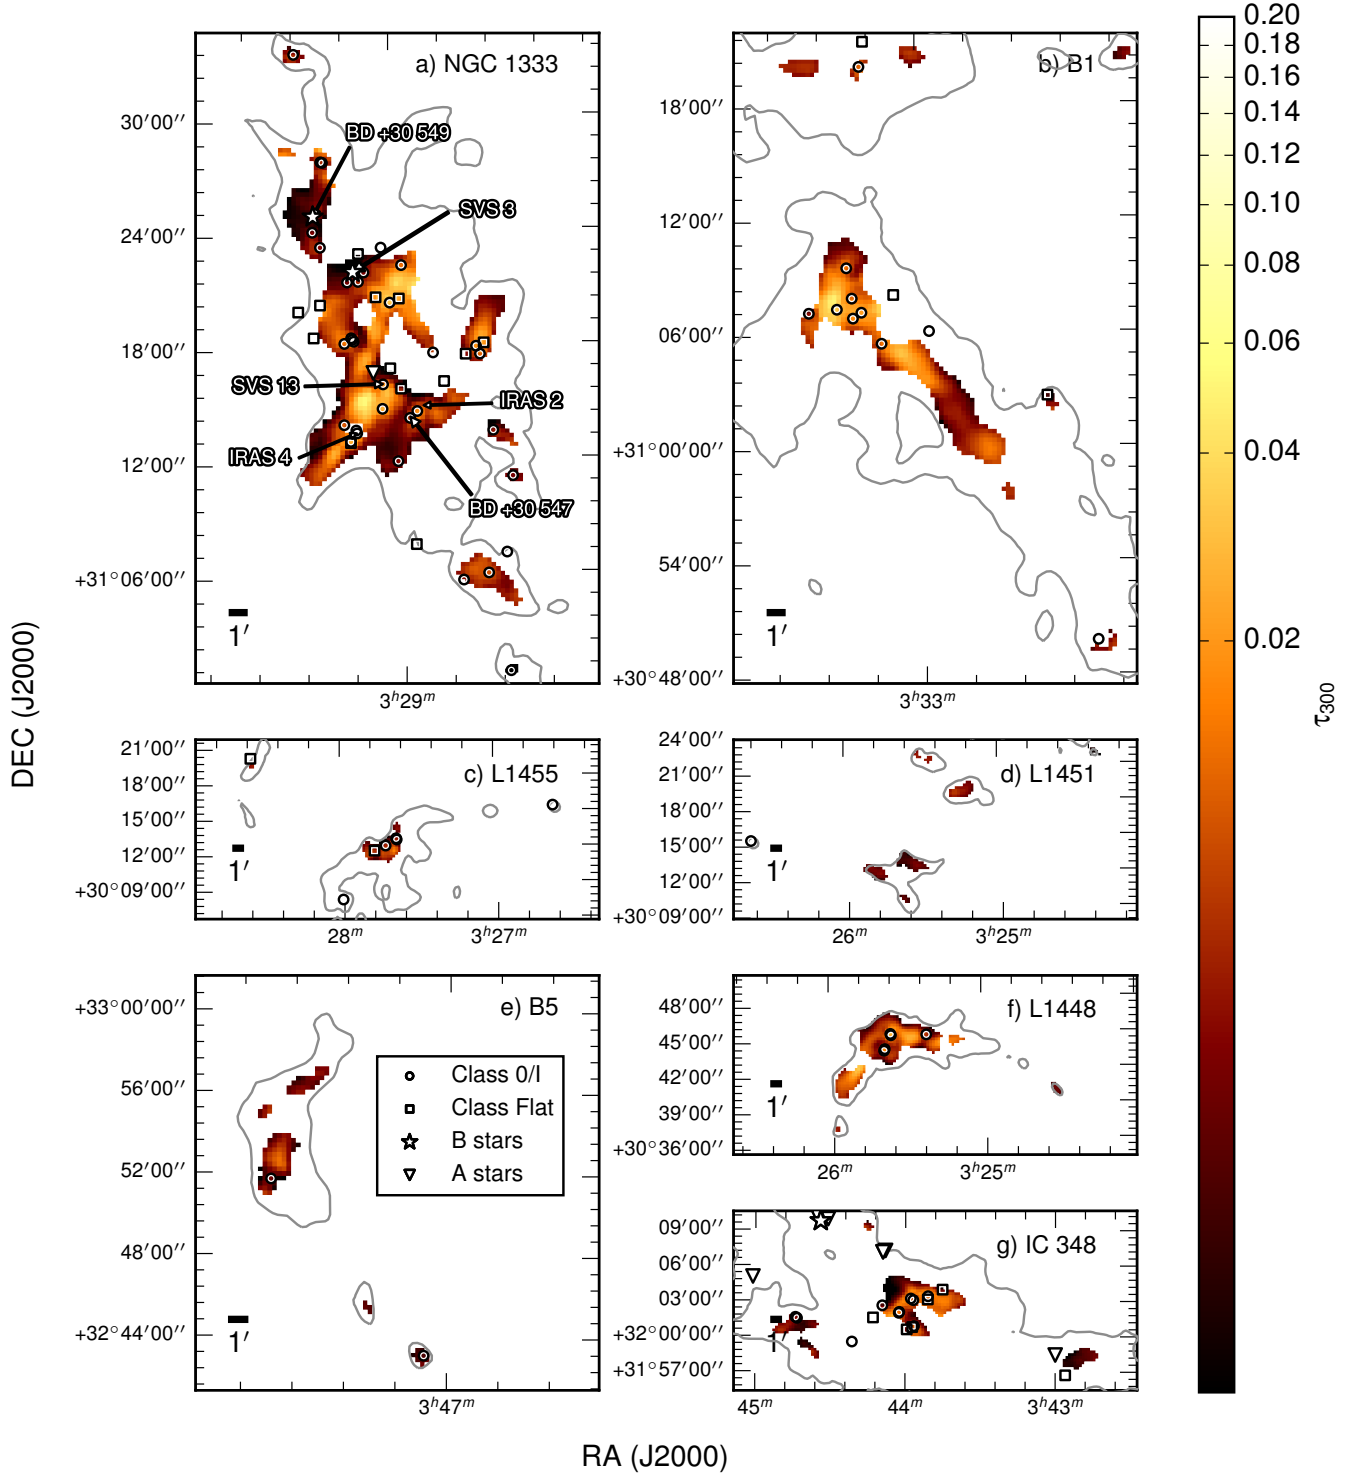 a) NGC 1333
BD +30 549
SVS 3
SVS 13
IRAS 2
IRAS 4
BD +30 547
30′00′′
24′00′′
18′00′′
12′00′′
+31°06′00′′
1′
3ʰ29ᵐ
b) B1
18′00′′
12′00′′
06′00′′
+31°00′00′′
54′00′′
+30°48′00′′
1′
3ʰ33ᵐ
0.20
0.18
0.16
0.14
0.12
0.10
0.08
0.06
0.04
0.02
τ₃₀₀
DEC (J2000)
c) L1455
21′00′′
18′00′′
15′00′′
12′00′′
+30°09′00′′
1′
28ᵐ
3ʰ27ᵐ
d) L1451
24′00′′
21′00′′
18′00′′
15′00′′
12′00′′
+30°09′00′′
1′
26ᵐ
3ʰ25ᵐ
e) B5
+33°00′00′′
56′00′′
52′00′′
48′00′′
+32°44′00′′
1′
3ʰ47ᵐ
Class 0/I
Class Flat
B stars
A stars
f) L1448
48′00′′
45′00′′
42′00′′
39′00′′
+30°36′00′′
1′
26ᵐ
3ʰ25ᵐ
g) IC 348
09′00′′
06′00′′
03′00′′
+32°00′00′′
+31°57′00′′
1′
45ᵐ
44ᵐ
3ʰ43ᵐ
RA (J2000)